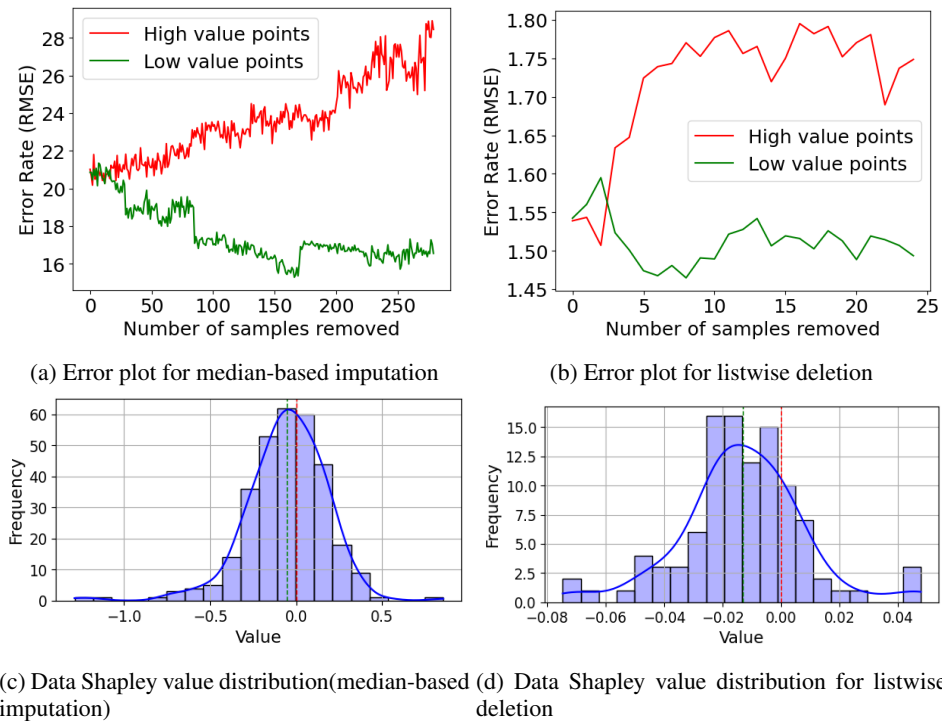 28
26
24
22
20
18
16
Error Rate (RMSE)
High value points
Low value points
0 50 100 150 200 250
Number of samples removed
(a) Error plot for median-based imputation
1.80
1.75
1.70
1.65
1.60
1.55
1.50
1.45
Error Rate (RMSE)
High value points
Low value points
0 5 10 15 20 25
Number of samples removed
(b) Error plot for listwise deletion
60
50
40
30
20
10
0
Frequency
−1.0 −0.5 0.0 0.5
Value
(c) Data Shapley value distribution(median-based
imputation)
15.0
12.5
10.0
7.5
5.0
2.5
0.0
Frequency
−0.08 −0.06 −0.04 −0.02 0.00 0.02 0.04
Value
(d) Data Shapley value distribution for listwise
deletion